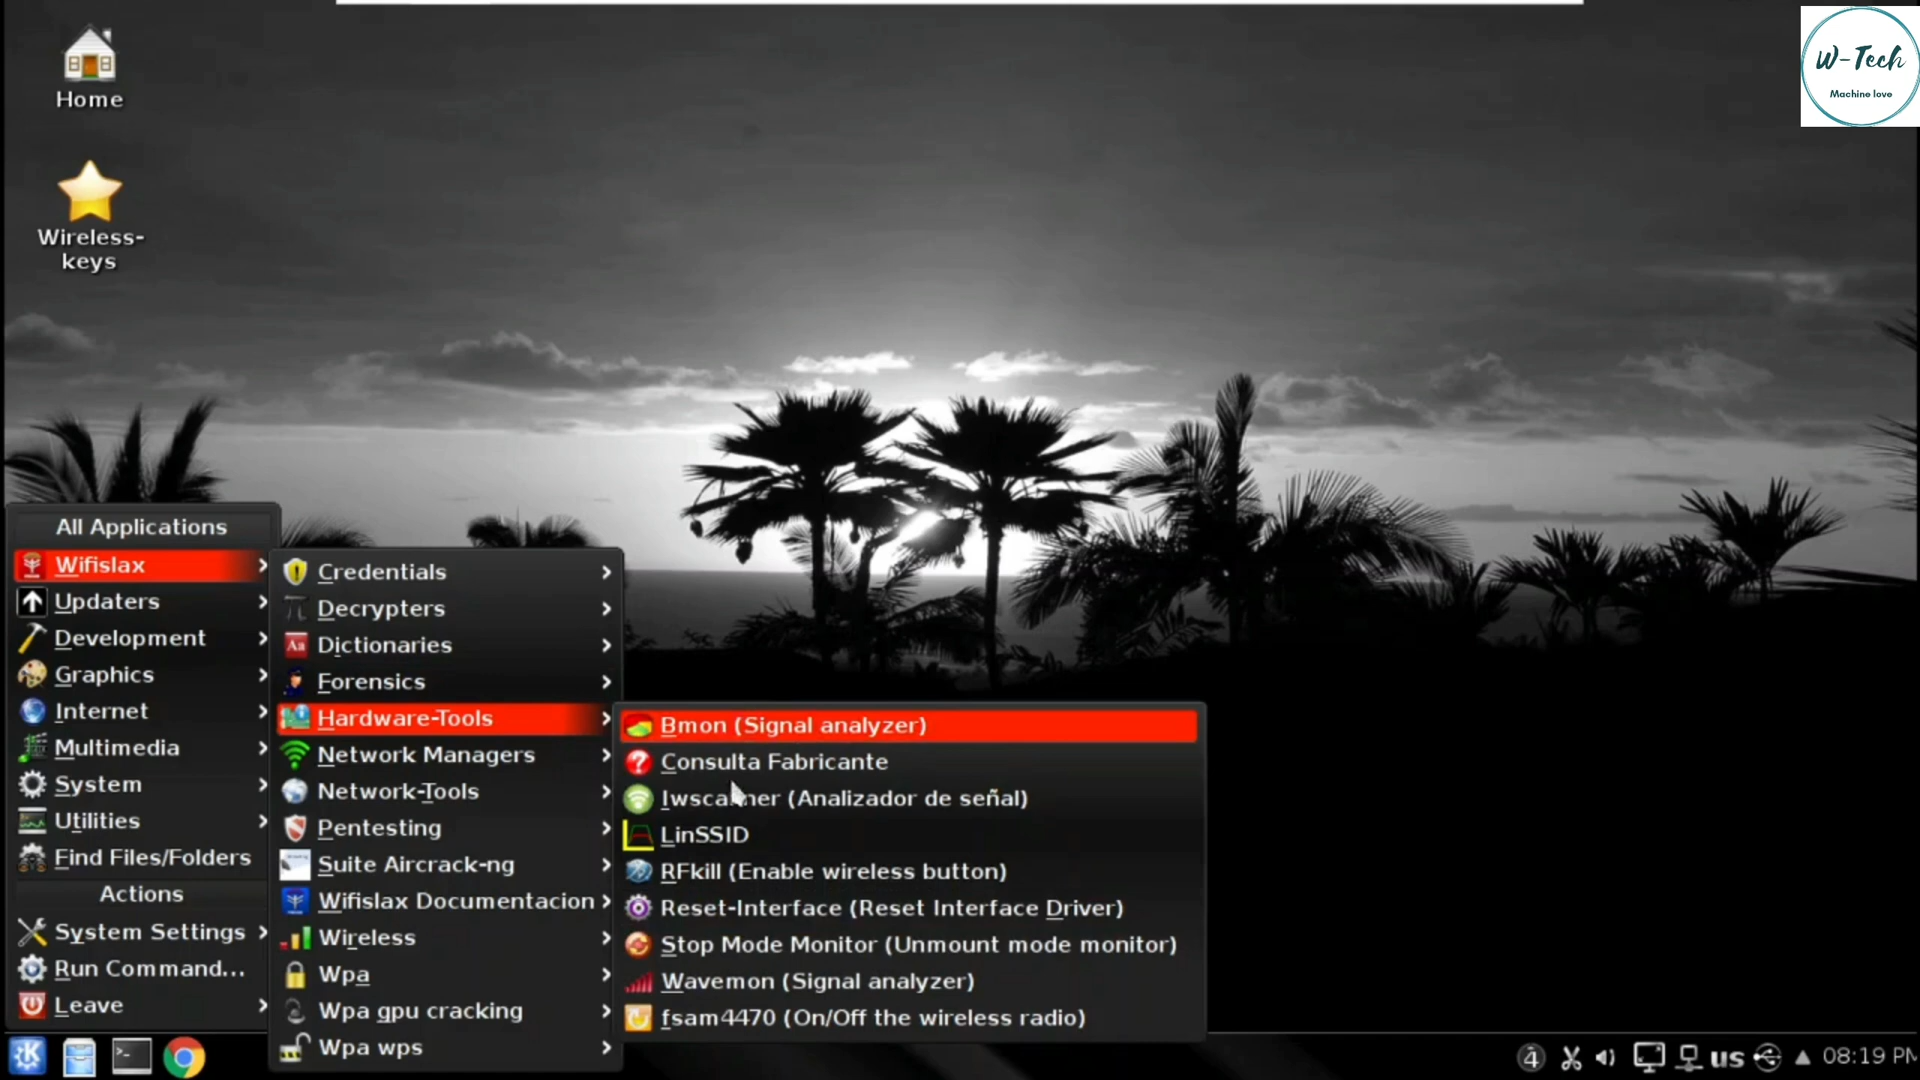 Home
Wireless-
keys
W-Tech
Machine love
All Applications
Wifislax
Updaters
Development
Graphics
Internet
Multimedia
System
Utilities
Find Files/Folders
Actions
System Settings
Run Command...
Leave
Credentials
Decrypters
Dictionaries
Forensics
Hardware-Tools
Network Managers
Network-Tools
Pentesting
Suite Aircrack-ng
Wifislax Documentacion
Wireless
Wpa
Wpa gpu cracking
Wpa wps
Bmon (Signal analyzer)
Consulta Fabricante
Iwscanner (Analizador de señal)
LinSSID
RFkill (Enable wireless button)
Reset-Interface (Reset Interface Driver)
Stop Mode Monitor (Unmount mode monitor)
Wavemon (Signal analyzer)
fsam4470 (On/Off the wireless radio)
4
us
08:19 PM